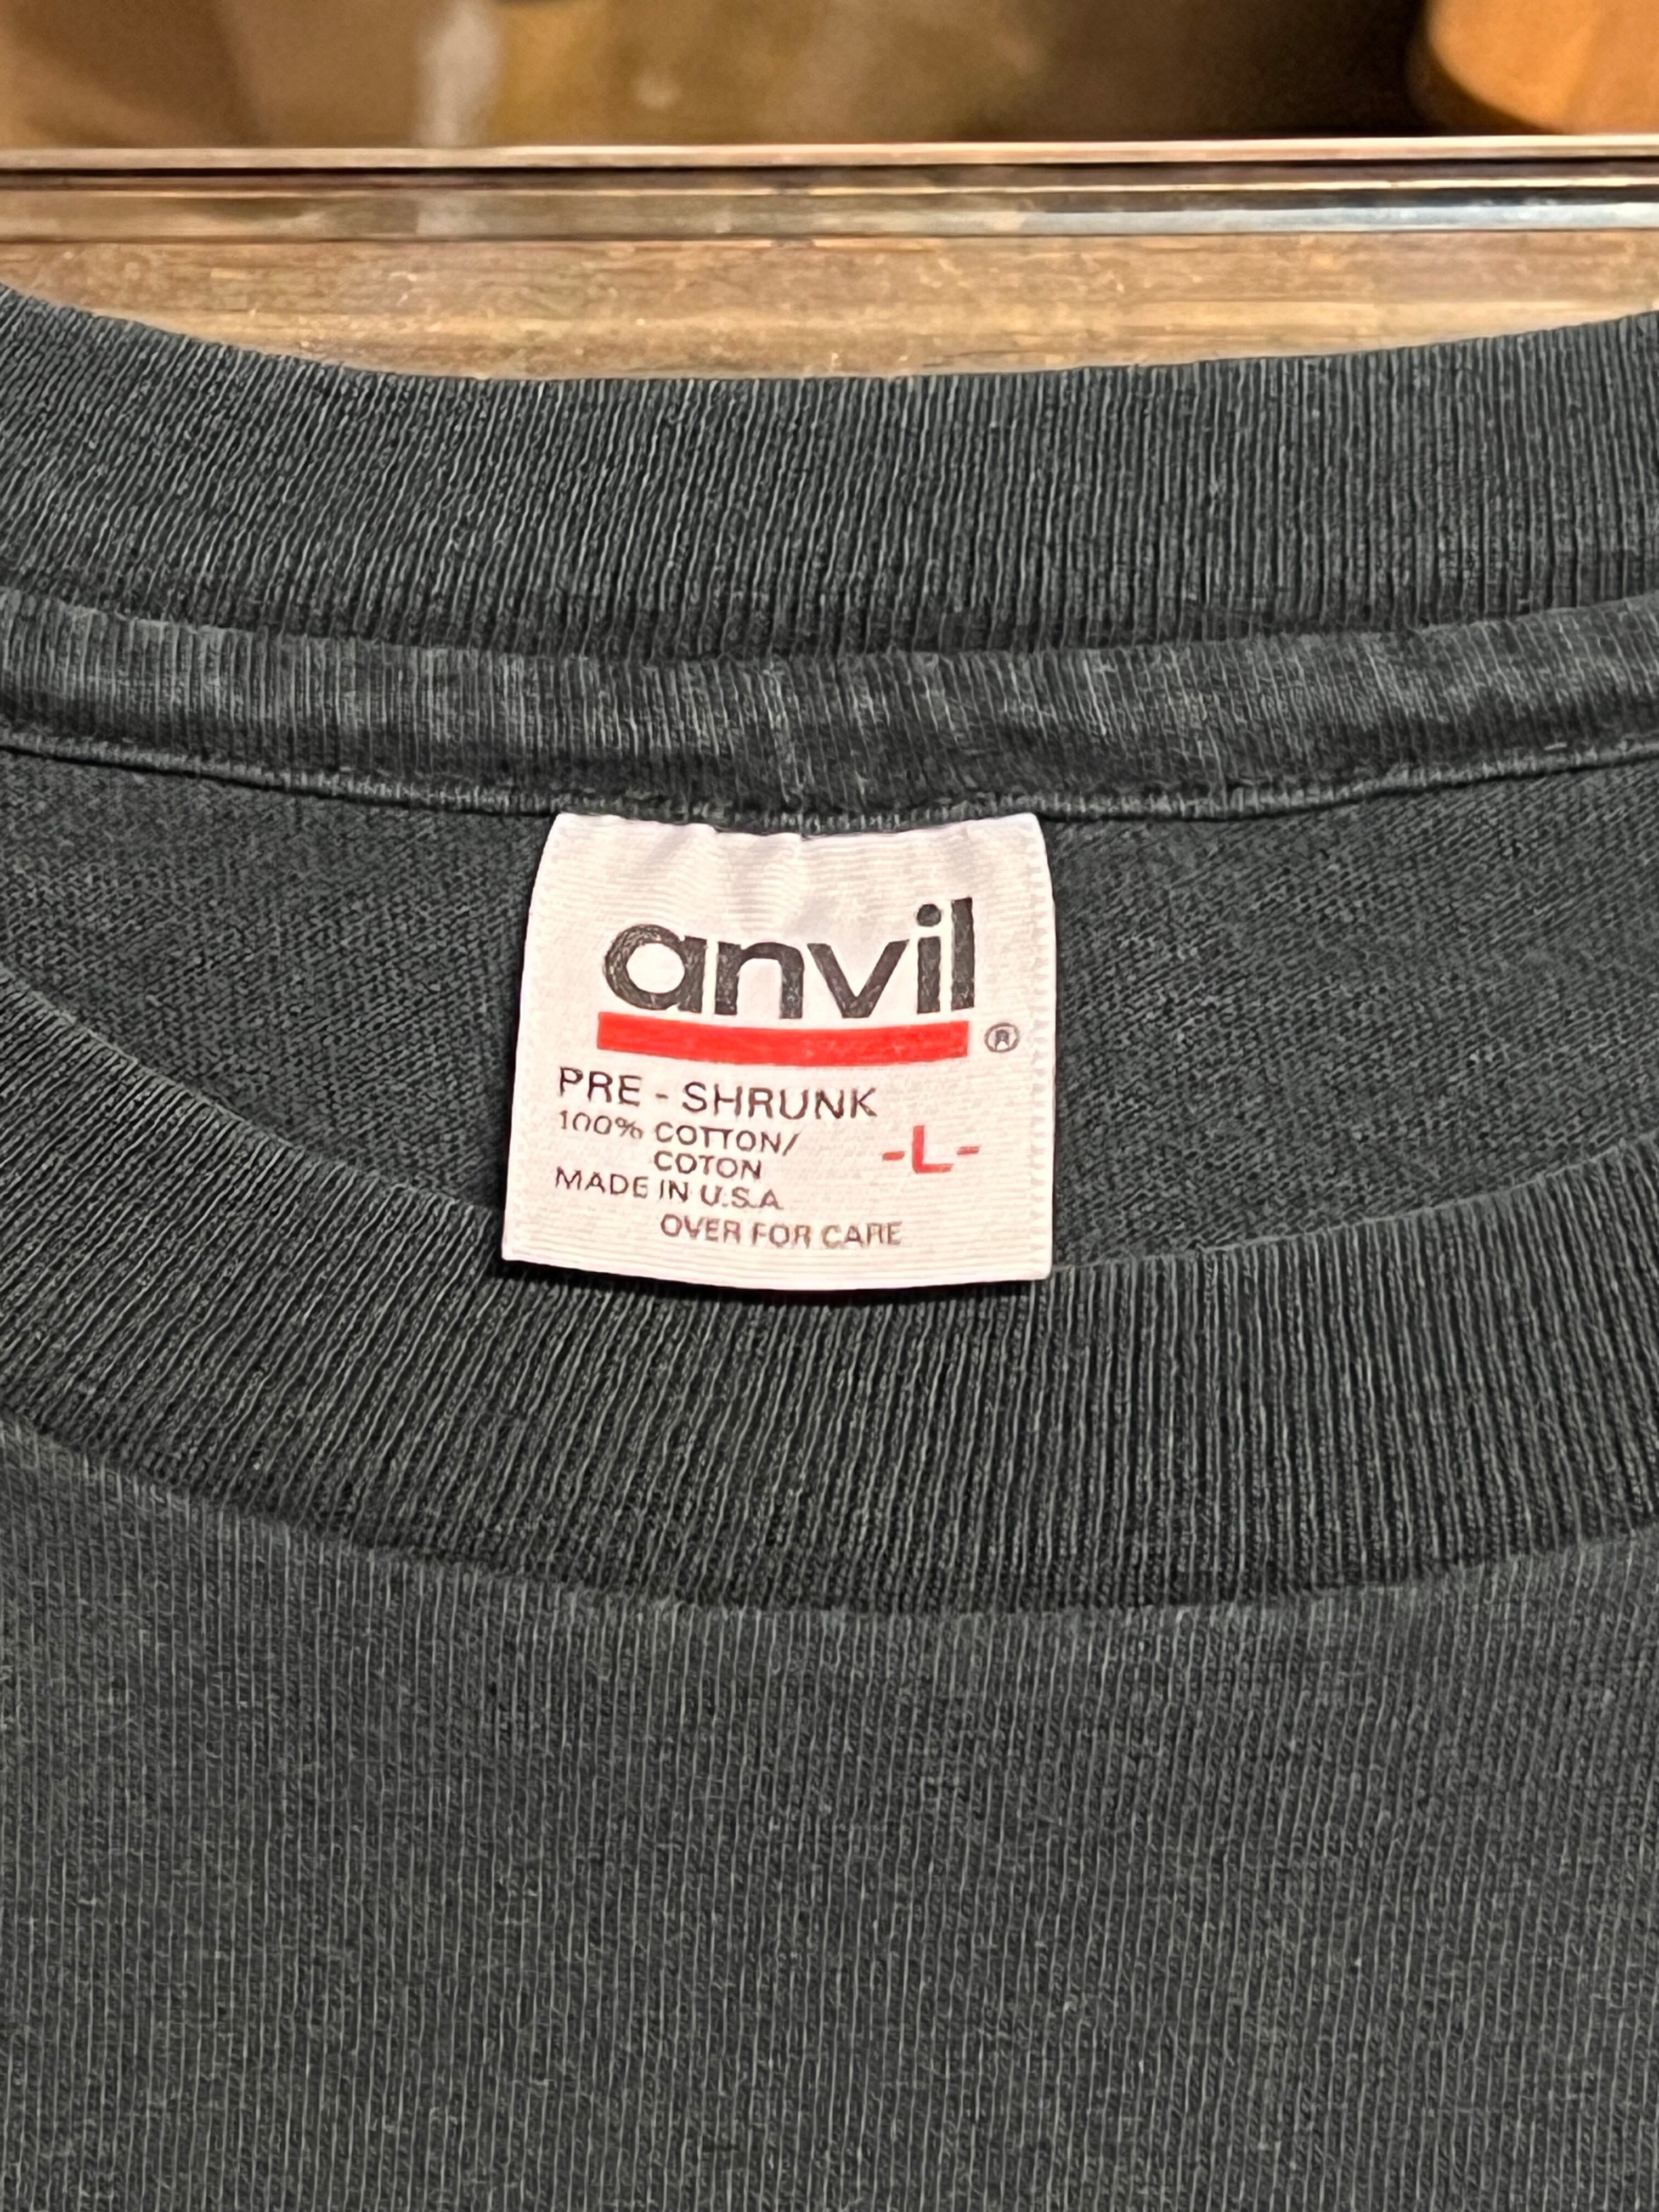 anvil
®
PRE - SHRUNK
100% COTTON/
COTON
-L-
MADE IN U.S.A
OVER FOR CARE